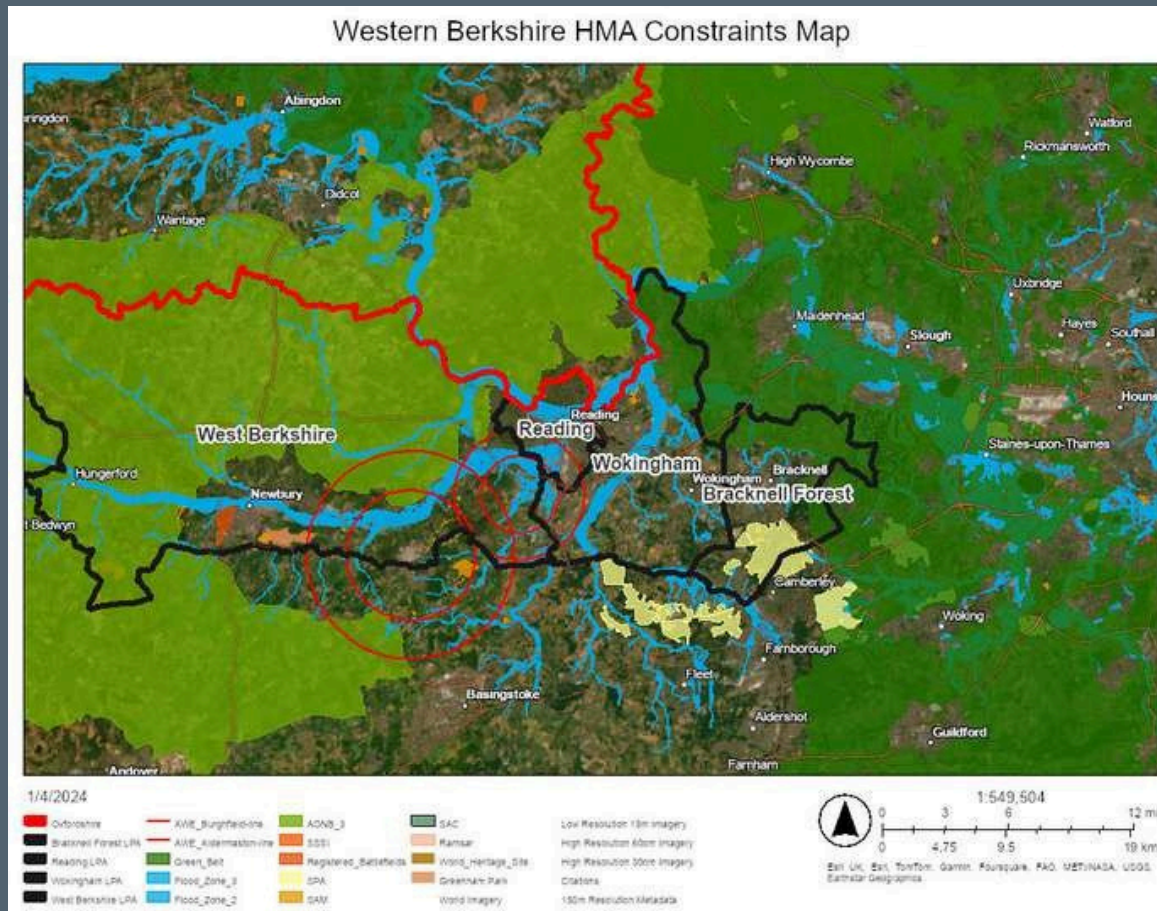 Western Berkshire HMA Constraints Map
Abingdon
aringdon
Watford
Rickmansworth
High Wycombe
Didcot
Wantage
Uxbridge
Maidenhead
Hayes
Slough
Southall
Houns
Reading
Reading
West Berkshire
Staines-upon-Thames
Wokingham
Hungerford
Wokingham
Bracknell
Newbury
Bracknell Forest
t Bedwyn
Camberley
Woking
Farnborough
Fleet
Basingstoke
Aldershot
Guildford
Farnham
Andover
1/4/2024
Oxfordshire
Bracknell Forest LPA
Reading LPA
Wokingham LPA
West Berkshire LPA
AWE_Burghfield-line
AWE_Aldermaston-line
Green_Belt
Flood_Zone_3
Flood_Zone_2
AONB_3
SSSI
Registered_Battlefields
SPA
SAM
SAC
Ramsar
World_Heritage_Site
Greenham Park
World Imagery
Low Resolution 15m Imagery
High Resolution 60cm Imagery
High Resolution 30cm Imagery
Citations
150m Resolution Metadata
1:549,504
0 3 6 12 mi
0 4.75 9.5 19 km
Esri UK, Esri, TomTom, Garmin, Foursquare, FAO, METI/NASA, USGS,
Earthstar Geographics